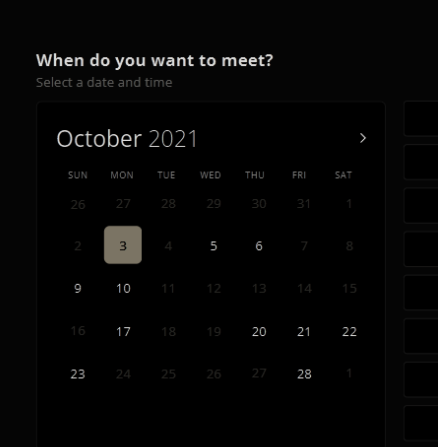 When do you want to meet?
Select a date and time
October 2021
SUN MON TUE WED THU FRI SAT
26 27 28 29 30 31 1
2 3 4 5 6 7 8
9 10 11 12 13 14 15
16 17 18 19 20 21 22
23 24 25 26 27 28 1